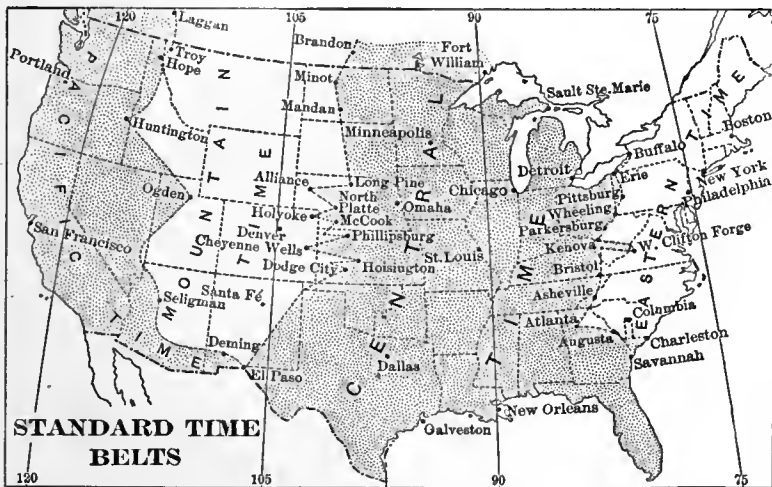 120
105
90
75
Laggan
Brandon
Fort
William
Troy
Hope
Portland
Minot
Sault Ste. Marie
Mandan
Huntington
Minneapolis
Boston
Buffalo
Detroit
Erie
New York
Alliance
Long Pine
Chicago
Pittsburg
Philadelphia
Ogden
North
Platte
Omaha
Wheeling
Holyoke
McCook
Parkersburg
Denver
Phillipsburg
San Francisco
Cheyenne Wells
St. Louis
Kenova
W. Clifton Forge
Dodge City
Hoisington
Bristol
Santa Fé
Seligman
Asheville
Columbia
Atlanta
Deming
Augusta
Charleston
Dallas
Savannah
El Paso
New Orleans
Galveston
PACIFIC TIME
MOUNTAIN TIME
CENTRAL TIME
EASTERN TYME
STANDARD TIME
BELTS
120
105
90
75